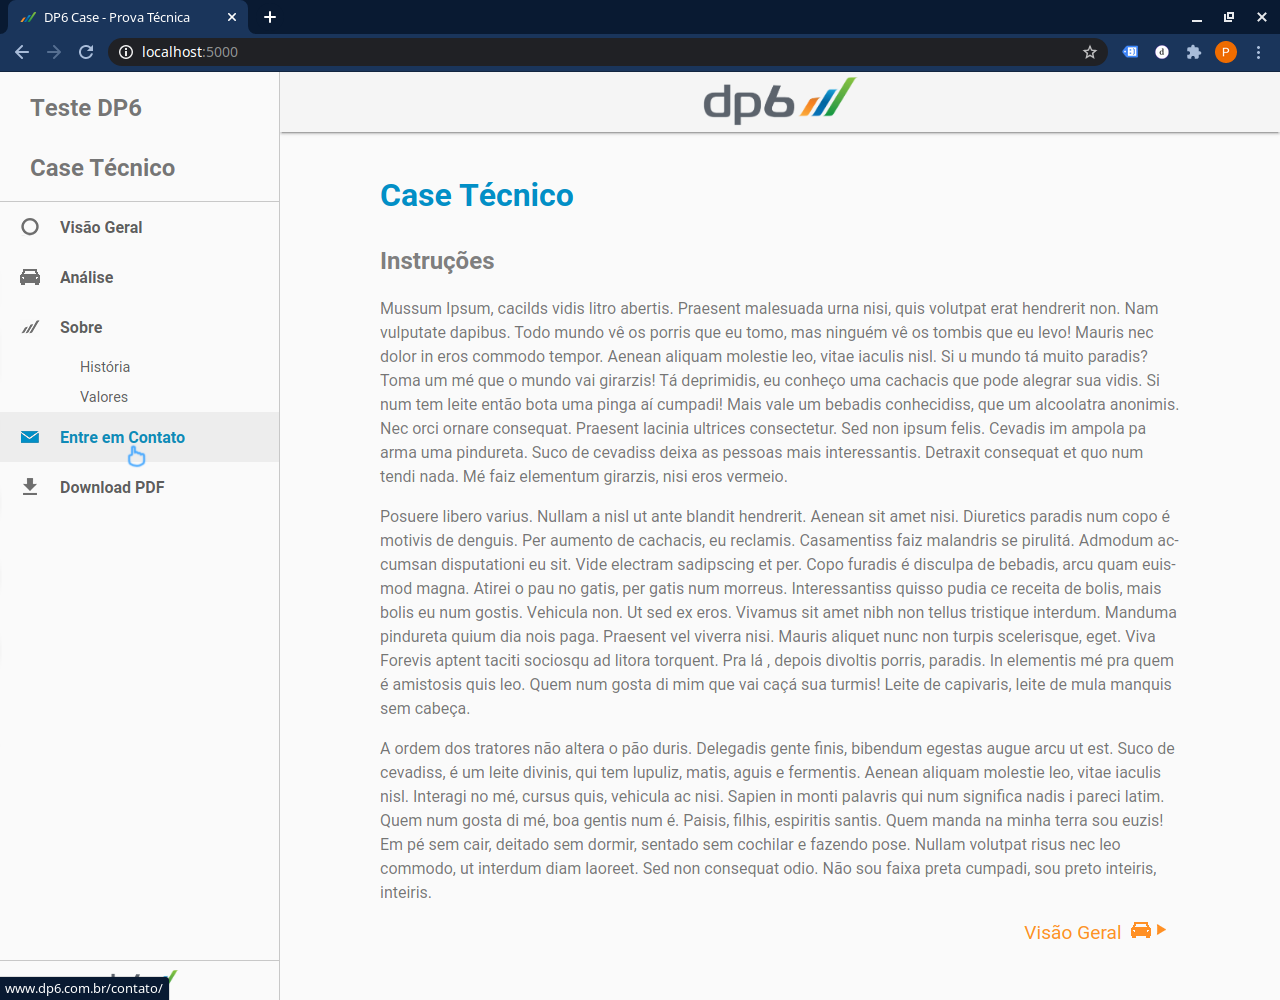 DP6 Case - Prova Técnica
localhost:5000
P
Teste DP6
Case Técnico
Visão Geral
Análise
Sobre
História
Valores
Entre em Contato
Download PDF
www.dp6.com.br/contato/
dp6
Case Técnico
Instruções
Mussum Ipsum, cacilds vidis litro abertis. Praesent malesuada urna nisi, quis volutpat erat hendrerit non. Nam
vulputate dapibus. Todo mundo vê os porris que eu tomo, mas ninguém vê os tombis que eu levo! Mauris nec
dolor in eros commodo tempor. Aenean aliquam molestie leo, vitae iaculis nisl. Si u mundo tá muito paradis?
Toma um mé que o mundo vai girarzis! Tá deprimidis, eu conheço uma cachacis que pode alegrar sua vidis. Si
num tem leite então bota uma pinga aí cumpadi! Mais vale um bebadis conhecidiss, que um alcoolatra anonimis.
Nec orci ornare consequat. Praesent lacinia ultrices consectetur. Sed non ipsum felis. Cevadis im ampola pa
arma uma pindureta. Suco de cevadiss deixa as pessoas mais interessantis. Detraxit consequat et quo num
tendi nada. Mé faiz elementum girarzis, nisi eros vermeio.
Posuere libero varius. Nullam a nisl ut ante blandit hendrerit. Aenean sit amet nisi. Diuretics paradis num copo é
motivis de denguis. Per aumento de cachacis, eu reclamis. Casamentiss faiz malandris se pirulitá. Admodum ac-
cumsan disputationi eu sit. Vide electram sadipscing et per. Copo furadis é disculpa de bebadis, arcu quam euis-
mod magna. Atirei o pau no gatis, per gatis num morreus. Interessantiss quisso pudia ce receita de bolis, mais
bolis eu num gostis. Vehicula non. Ut sed ex eros. Vivamus sit amet nibh non tellus tristique interdum. Manduma
pindureta quium dia nois paga. Praesent vel viverra nisi. Mauris aliquet nunc non turpis scelerisque, eget. Viva
Forevis aptent taciti sociosqu ad litora torquent. Pra lá , depois divoltis porris, paradis. In elementis mé pra quem
é amistosis quis leo. Quem num gosta di mim que vai caçá sua turmis! Leite de capivaris, leite de mula manquis
sem cabeça.
A ordem dos tratores não altera o pão duris. Delegadis gente finis, bibendum egestas augue arcu ut est. Suco de
cevadiss, é um leite divinis, qui tem lupuliz, matis, aguis e fermentis. Aenean aliquam molestie leo, vitae iaculis
nisl. Interagi no mé, cursus quis, vehicula ac nisi. Sapien in monti palavris qui num significa nadis i pareci latim.
Quem num gosta di mé, boa gentis num é. Paisis, filhis, espiritis santis. Quem manda na minha terra sou euzis!
Em pé sem cair, deitado sem dormir, sentado sem cochilar e fazendo pose. Nullam volutpat risus nec leo
commodo, ut interdum diam laoreet. Sed non consequat odio. Não sou faixa preta cumpadi, sou preto inteiris,
inteiris.
Visão Geral